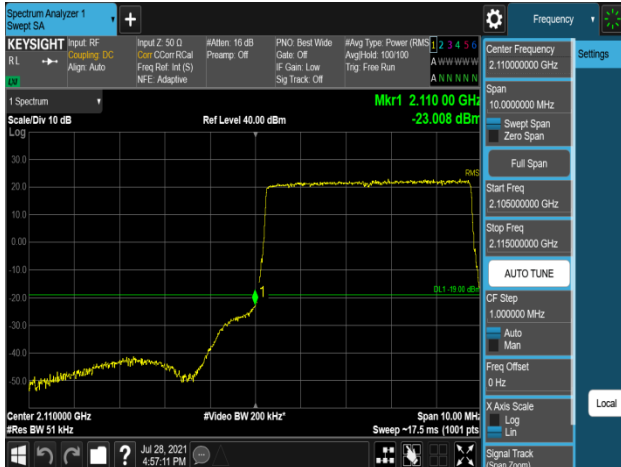 Spectrum Analyzer 1
Swept SA
Frequency
KEYSIGHT
RL
Input: RF
Coupling: DC
Align: Auto
Input Z: 50 Ω
Corr CCorr RCal
Freq Ref: Int (S)
NFE: Adaptive
#Atten: 16 dB
Preamp: Off
PNO: Best Wide
Gate: Off
IF Gain: Low
Sig Track: Off
#Avg Type: Power (RMS
Avg|Hold: 100/100
Trig: Free Run
1 2 3 4 5 6
A W W W W W
A N N N N N
1 Spectrum
Scale/Div 10 dB
Log
Ref Level 40.00 dBm
Mkr1 2.110 00 GHz
-23.008 dBm
30.0
20.0
10.0
0.00
-10.0
-20.0
-30.0
-40.0
-50.0
RMS
DL1 -19.00 dBm
1
Center 2.110000 GHz
#Res BW 51 kHz
#Video BW 200 kHz*
Span 10.00 MHz
Sweep ~17.5 ms (1001 pts
Jul 28, 2021
4:57:11 PM
Center Frequency
2.110000000 GHz
Span
10.0000000 MHz
Swept Span
Zero Span
Full Span
Start Freq
2.105000000 GHz
Stop Freq
2.115000000 GHz
AUTO TUNE
CF Step
1.000000 MHz
Auto
Man
Freq Offset
0 Hz
X Axis Scale
Log
Lin
Signal Track
(Span Zoom)
Settings
Local